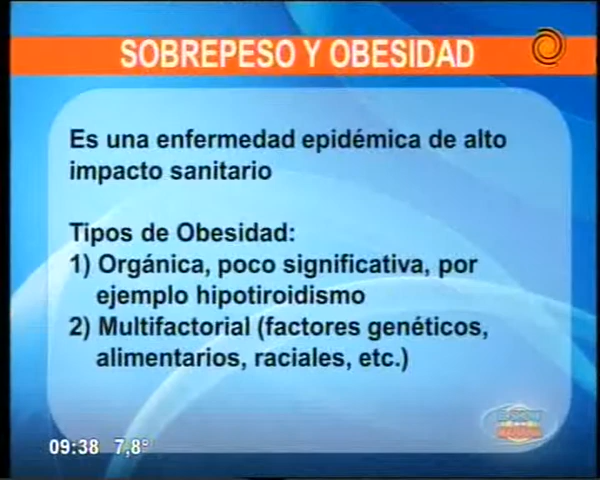 SOBREPESO Y OBESIDAD
Es una enfermedad epidémica de alto
impacto sanitario
Tipos de Obesidad:
1) Orgánica, poco significativa, por
ejemplo hipotiroidismo
2) Multifactorial (factores genéticos,
alimentarios, raciales, etc.)
09:38 7,8°